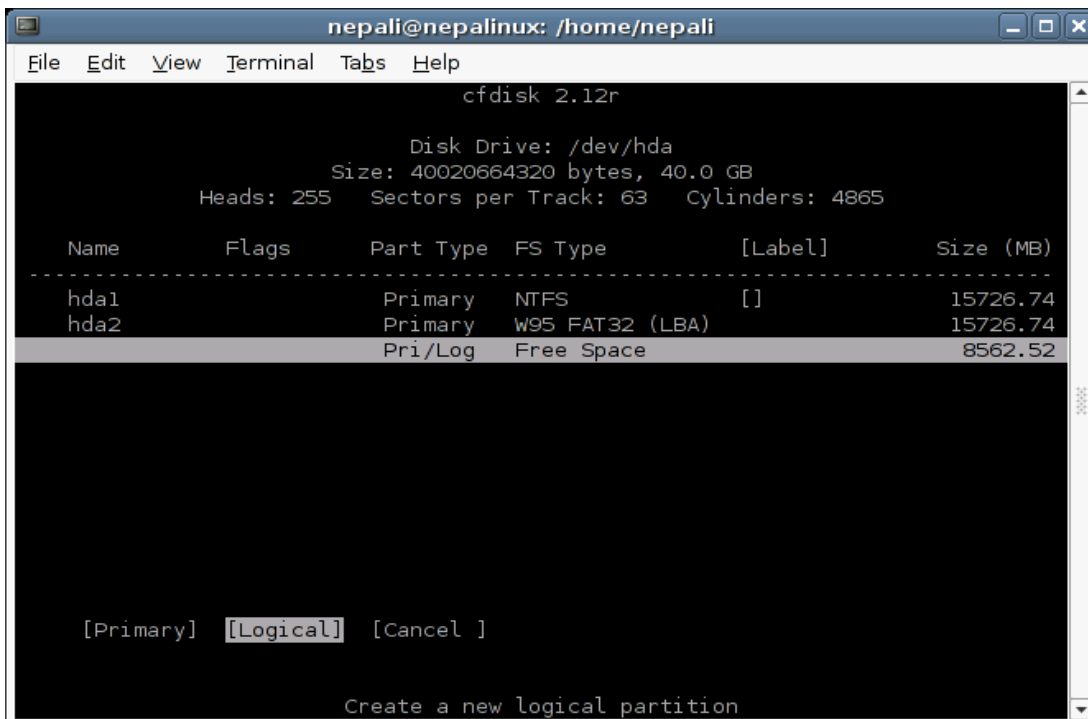 nepali@nepalinux: /home/nepali
File Edit View Terminal Tabs Help
cfdisk 2.12r
Disk Drive: /dev/hda
Size: 40020664320 bytes, 40.0 GB
Heads: 255 Sectors per Track: 63 Cylinders: 4865
Name Flags Part Type FS Type [Label] Size (MB)
hda1 Primary NTFS [] 15726.74
hda2 Primary W95 FAT32 (LBA) 15726.74
Pri/Log Free Space 8562.52
[Primary] [Logical] [Cancel ]
Create a new logical partition